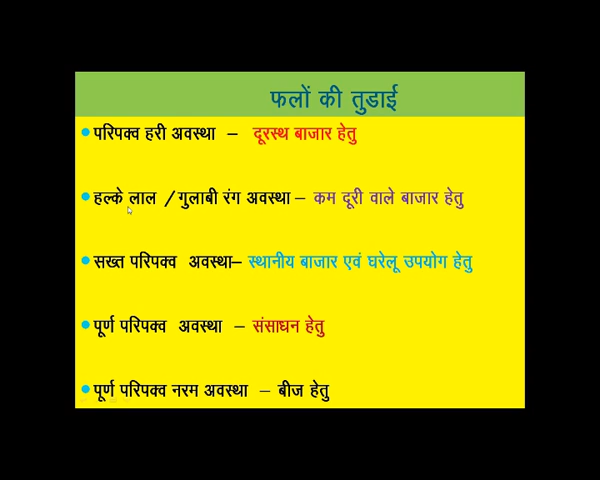 फलों की तुडाई
परिपक्व हरी अवस्था – दूरस्थ बाजार हेतु
हल्के लाल /गुलाबी रंग अवस्था – कम दूरी वाले बाजार हेतु
सख्त परिपक्व अवस्था– स्थानीय बाजार एवं घरेलू उपयोग हेतु
पूर्ण परिपक्व अवस्था – संसाधन हेतु
पूर्ण परिपक्व नरम अवस्था – बीज हेतु